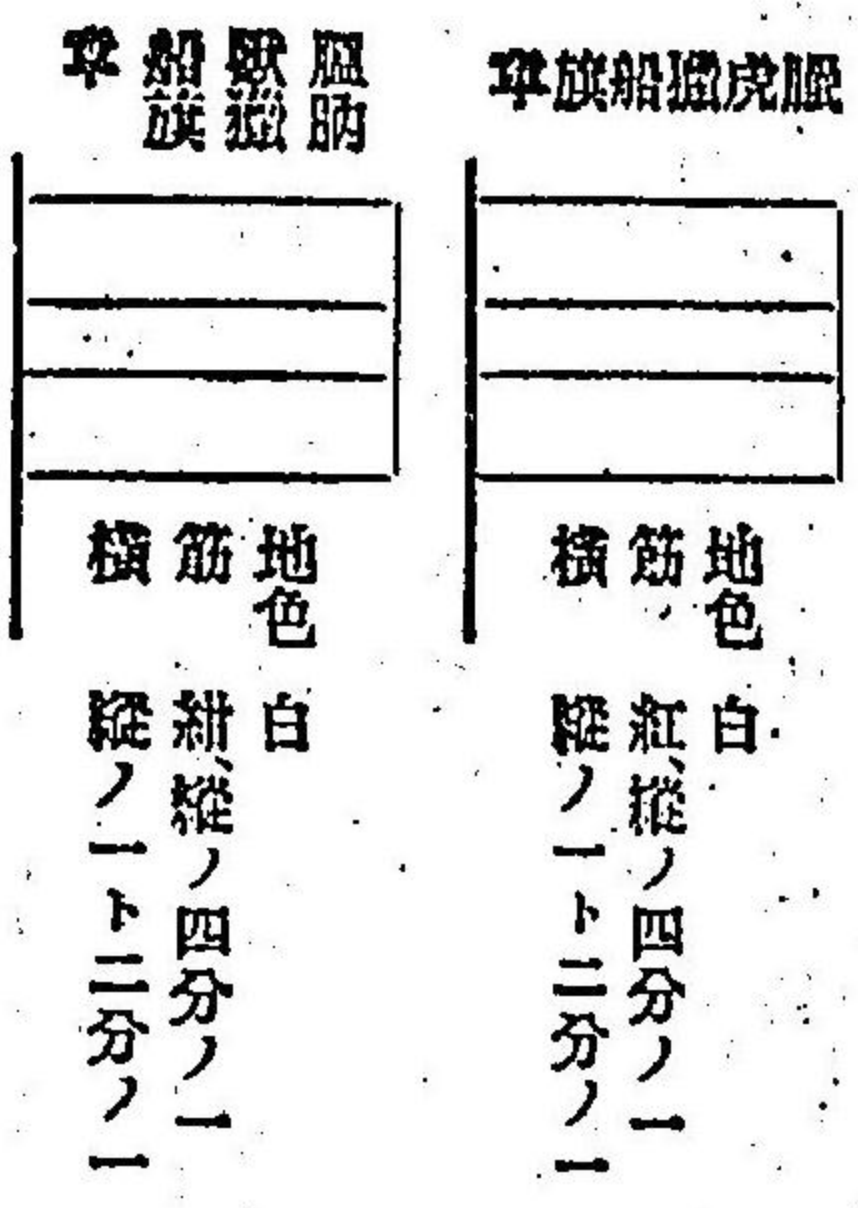 臘虎獵船旗章
地色 白
筋 紅、縱ノ四分ノ一
橫 縱ノ一ト二分ノ一
膃肭
獸獵
船旗
章
地色 白
筋 紺、縱ノ四分ノ一
橫 縱ノ一ト二分ノ一